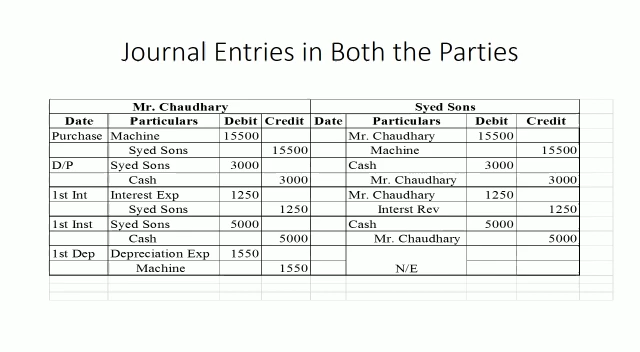 Journal Entries in Both the Parties
Mr. Chaudhary Syed Sons
Date Particulars Debit Credit Date Particulars Debit Credit
Purchase Machine 15500 Mr. Chaudhary 15500
Syed Sons 15500 Machine 15500
D/P Syed Sons 3000 Cash 3000
Cash 3000 Mr. Chaudhary 3000
1st Int Interest Exp 1250 Mr. Chaudhary 1250
Syed Sons 1250 Interst Rev 1250
1st Inst Syed Sons 5000 Cash 5000
Cash 5000 Mr. Chaudhary 5000
1st Dep Depreciation Exp 1550
Machine 1550 N/E